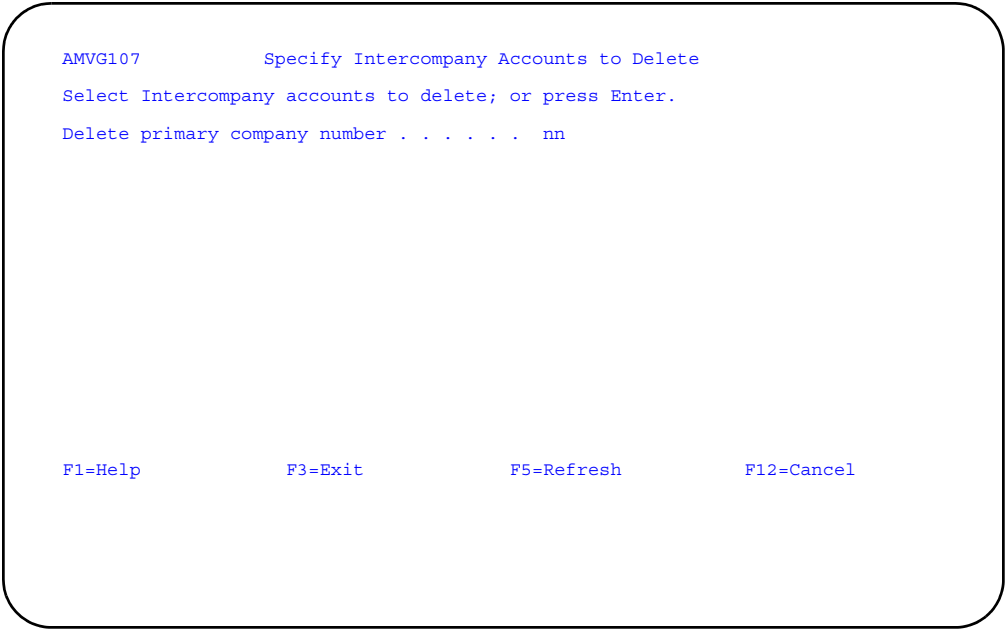 AMVG107 Specify Intercompany Accounts to Delete
Select Intercompany accounts to delete; or press Enter.
Delete primary company number . . . . . . nn
F1=Help F3=Exit F5=Refresh F12=Cancel